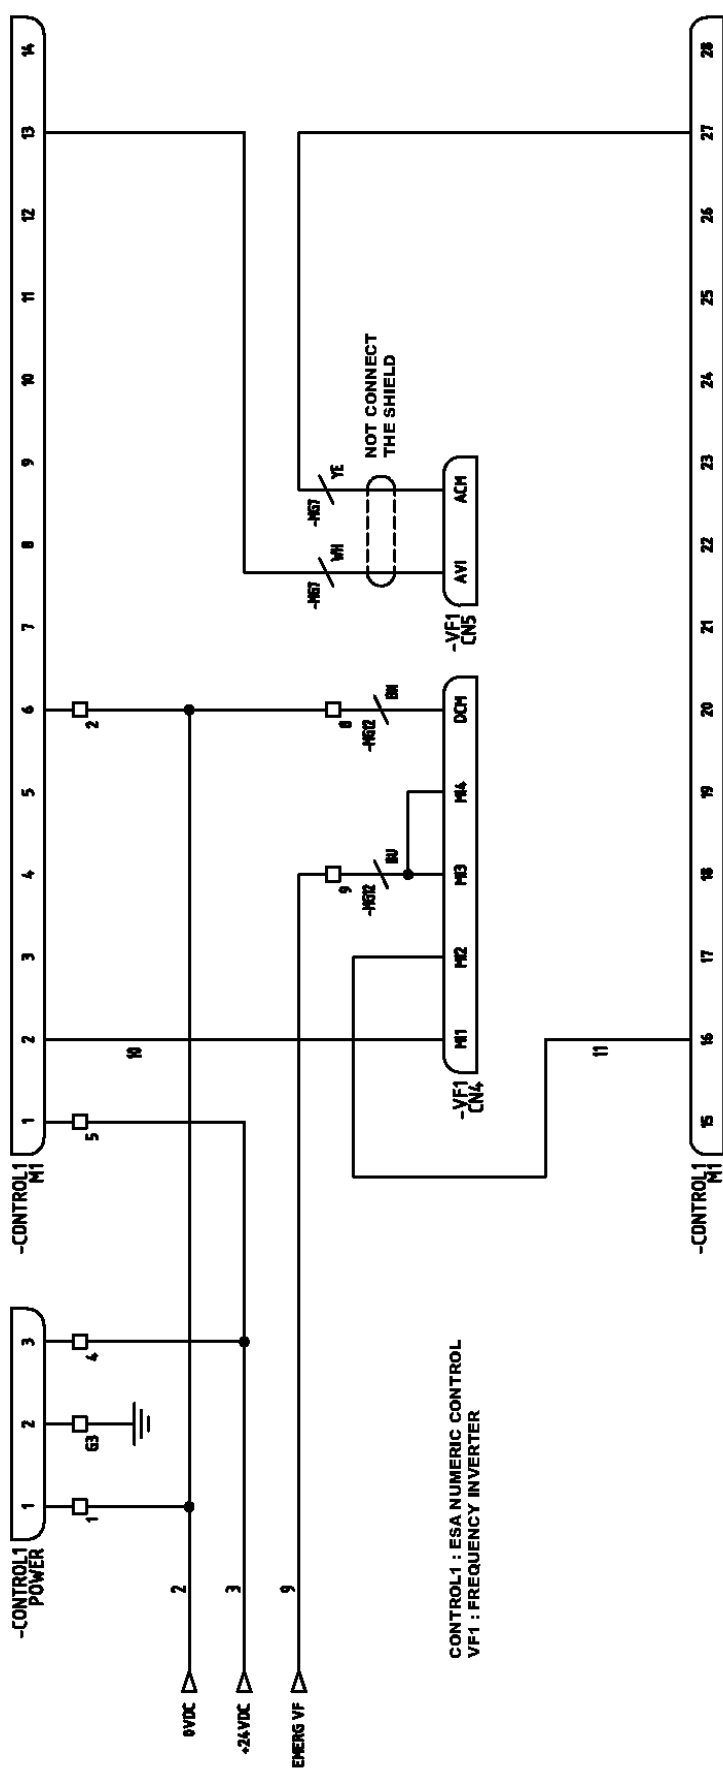 -CONTROL1
POWER
1
2
3
-CONTROL1
M1
1
2
3
4
5
6
7
8
9
10
11
12
13
14
1
G3
4
5
2
0VDC
2
+24VDC
3
EMERG VF
9
10
9
8
-MG12
BU
-MG12
BN
-MG7
WH
-MG7
YE
NOT CONNECT
THE SHIELD
-VF1
CN4
MI1
MI2
MI3
MI4
DCM
-VF1
CN5
AVI
ACM
CONTROL1 : ESA NUMERIC CONTROL
VF1 : FREQUENCY INVERTER
11
-CONTROL1
M1
15
16
17
18
19
20
21
22
23
24
25
26
27
28